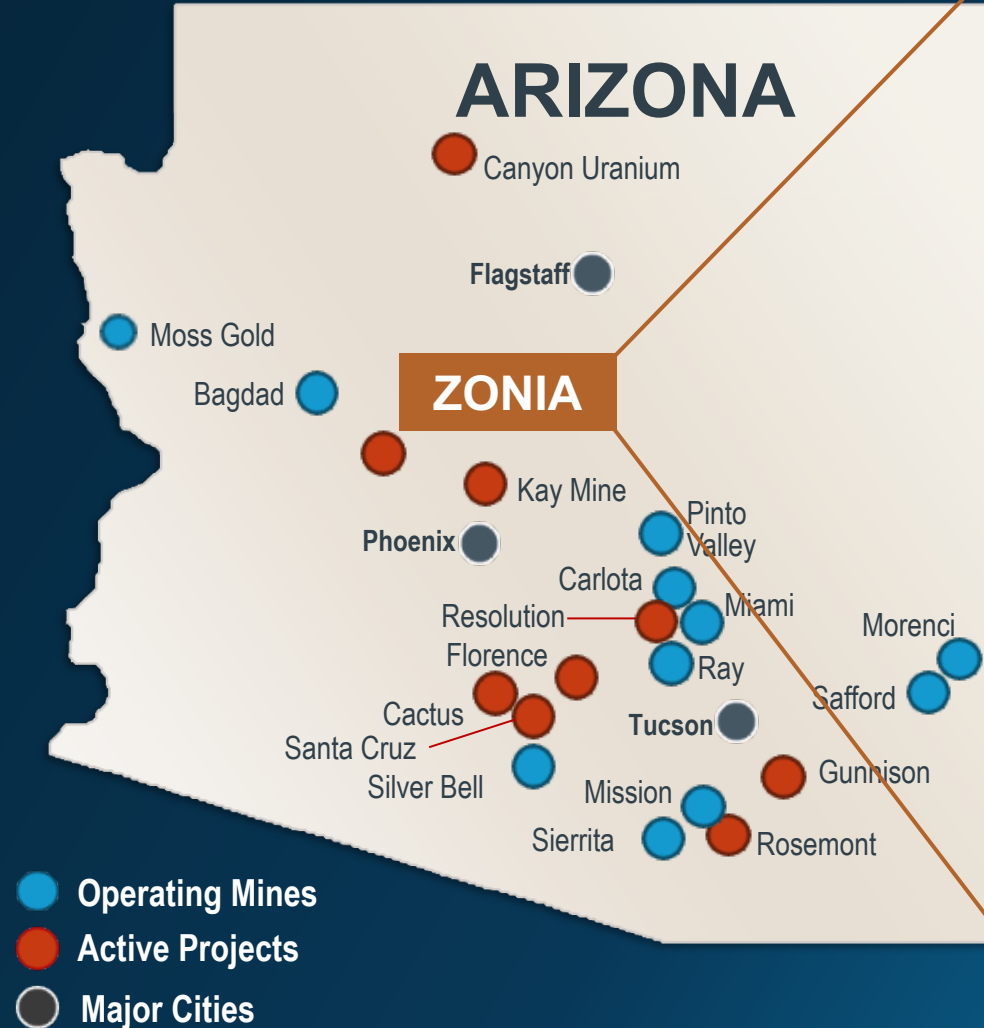 ARIZONA
Canyon Uranium
Flagstaff
Moss Gold
Bagdad
ZONIA
Kay Mine
Phoenix
Pinto
Valley
Carlota
Miami
Resolution
Morenci
Florence
Ray
Safford
Cactus
Tucson
Santa Cruz
Gunnison
Silver Bell
Mission
Sierrita
Rosemont
Operating Mines
Active Projects
Major Cities